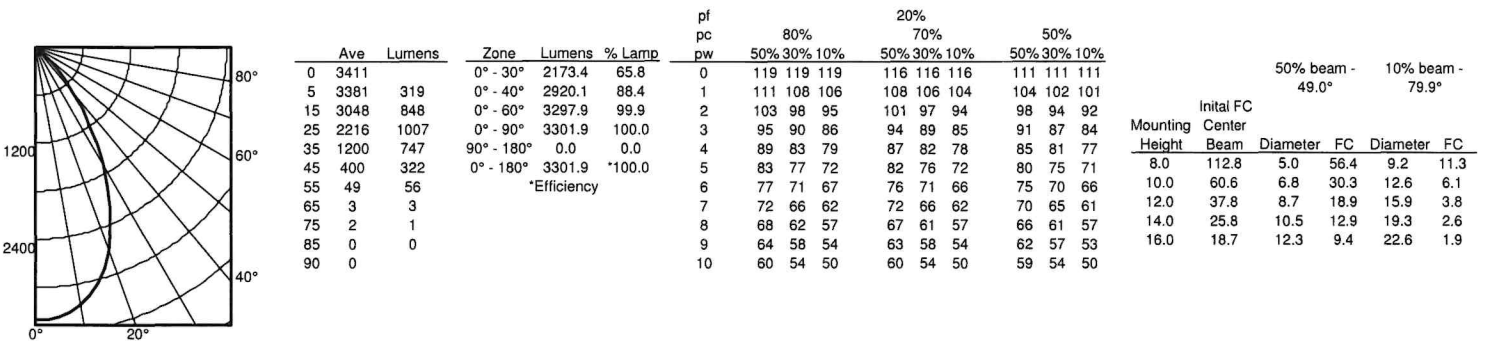 1200
2400
0°
20°
40°
60°
80°
Ave Lumens
0 3411
5 3381 319
15 3048 848
25 2216 1007
35 1200 747
45 400 322
55 49 56
65 3 3
75 2 1
85 0 0
90 0
Zone Lumens % Lamp
0° - 30° 2173.4 65.8
0° - 40° 2920.1 88.4
0° - 60° 3297.9 99.9
0° - 90° 3301.9 100.0
90° - 180° 0.0 0.0
0° - 180° 3301.9 *100.0
*Efficiency
pf 20%
pc 80% 70% 50%
pw 50% 30% 10% 50% 30% 10% 50% 30% 10%
0 119 119 119 116 116 116 111 111 111
1 111 108 106 108 106 104 104 102 101
2 103 98 95 101 97 94 98 94 92
3 95 90 86 94 89 85 91 87 84
4 89 83 79 87 82 78 85 81 77
5 83 77 72 82 76 72 80 75 71
6 77 71 67 76 71 66 75 70 66
7 72 66 62 72 66 62 70 65 61
8 68 62 57 67 61 57 66 61 57
9 64 58 54 63 58 54 62 57 53
10 60 54 50 60 54 50 59 54 50
50% beam - 10% beam -
49.0° 79.9°
Inital FC
Mounting Center
Height Beam Diameter FC Diameter FC
8.0 112.8 5.0 56.4 9.2 11.3
10.0 60.6 6.8 30.3 12.6 6.1
12.0 37.8 8.7 18.9 15.9 3.8
14.0 25.8 10.5 12.9 19.3 2.6
16.0 18.7 12.3 9.4 22.6 1.9